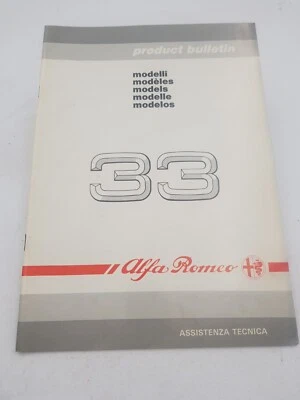 product bulletin
modelli
modèles
models
modelle
modelos
33
Alfa Romeo
ASSISTENZA TECNICA